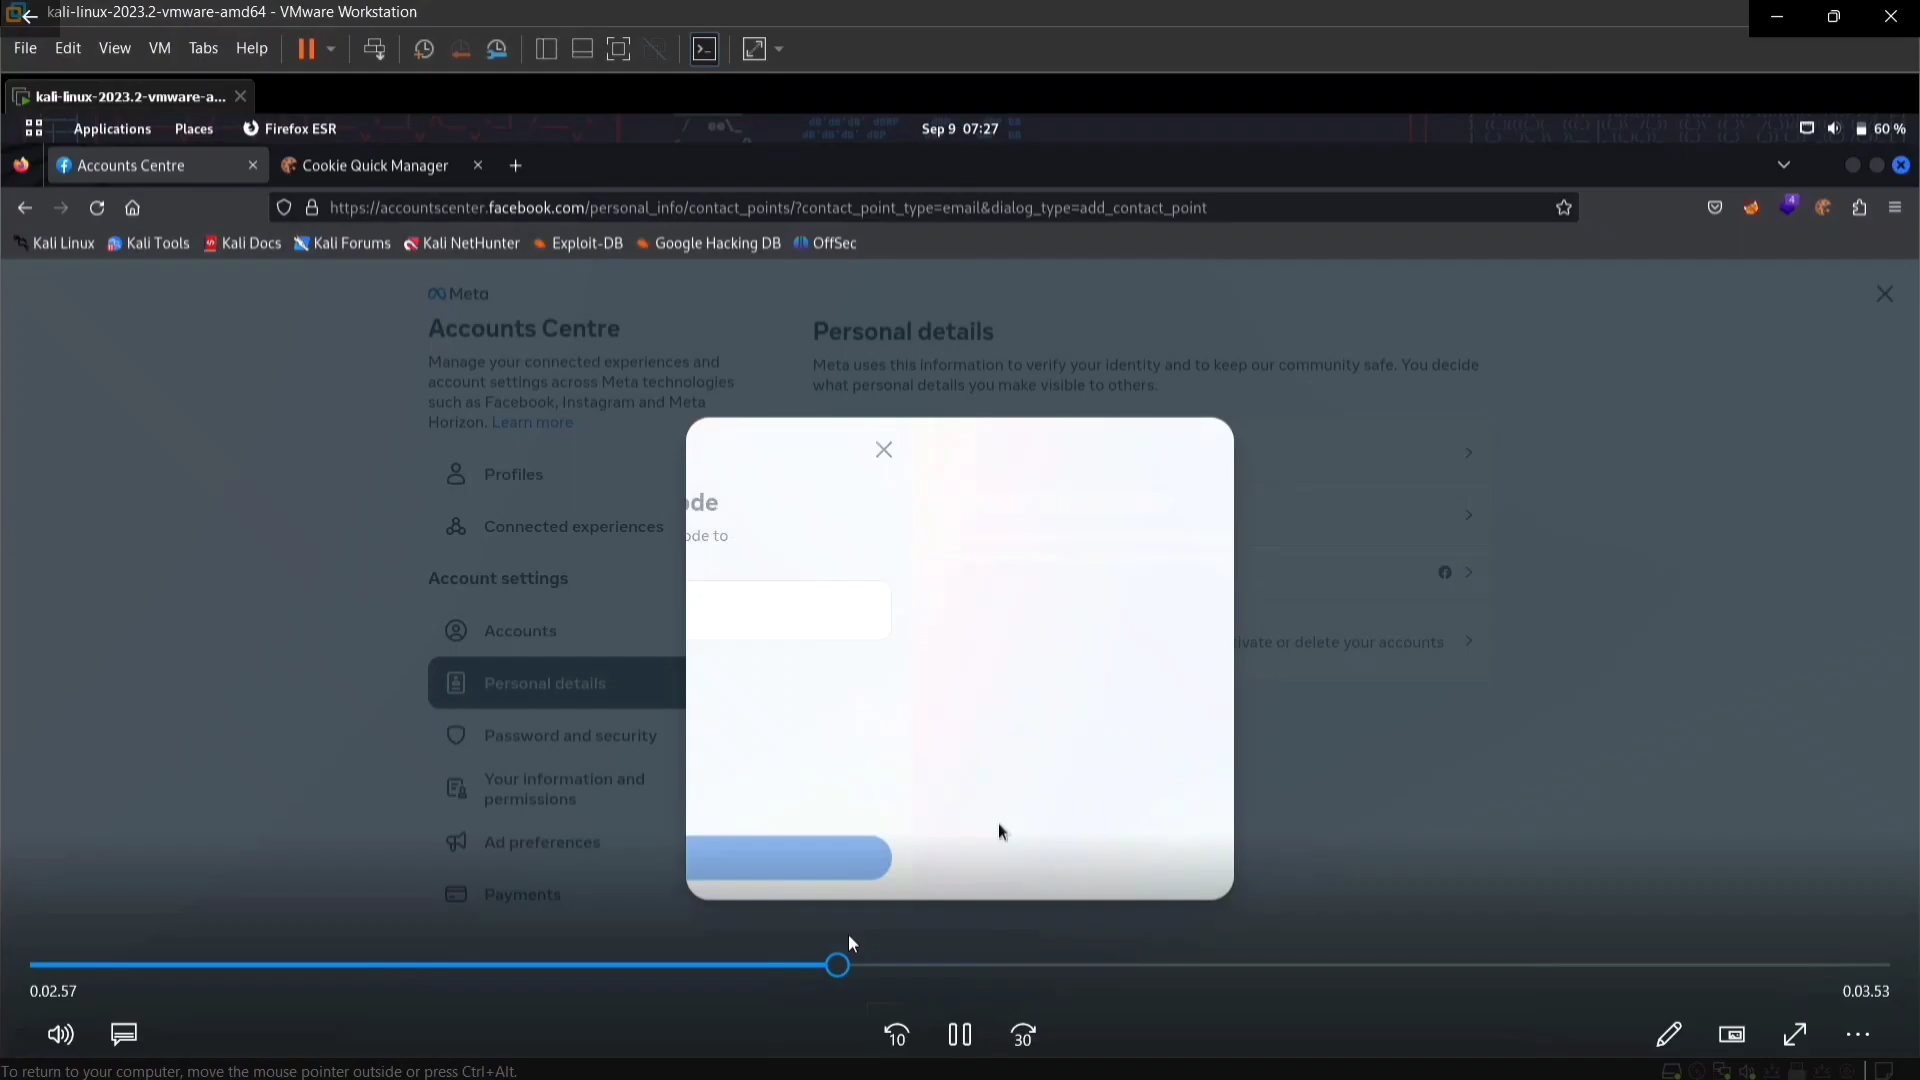 kali-linux-2023.2-vmware-amd64 - VMware Workstation
File Edit View VM Tabs Help
kali-linux-2023.2-vmware-a...
Applications Places Firefox ESR Sep 9 07:27 60 %
Accounts Centre Cookie Quick Manager
https://accountscenter.facebook.com/personal_info/contact_points/?contact_point_type=email&dialog_type=add_contact_point
4
Kali Linux Kali Tools Kali Docs Kali Forums Kali NetHunter Exploit-DB Google Hacking DB OffSec
Meta
Accounts Centre
Manage your connected experiences and
account settings across Meta technologies
such as Facebook, Instagram and Meta
Horizon. Learn more
Profiles
Connected experiences
Account settings
Accounts
Personal details
Password and security
Your information and
permissions
Ad preferences
Payments
Personal details
Meta uses this information to verify your identity and to keep our community safe. You decide
what personal details you make visible to others.
ode
ode to
ivate or delete your accounts
0.02.57
0.03.53
10
30
To return to your computer, move the mouse pointer outside or press Ctrl+Alt.